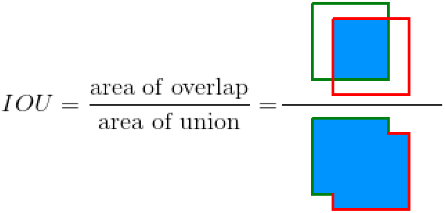 IOU = area of overlap / area of union =